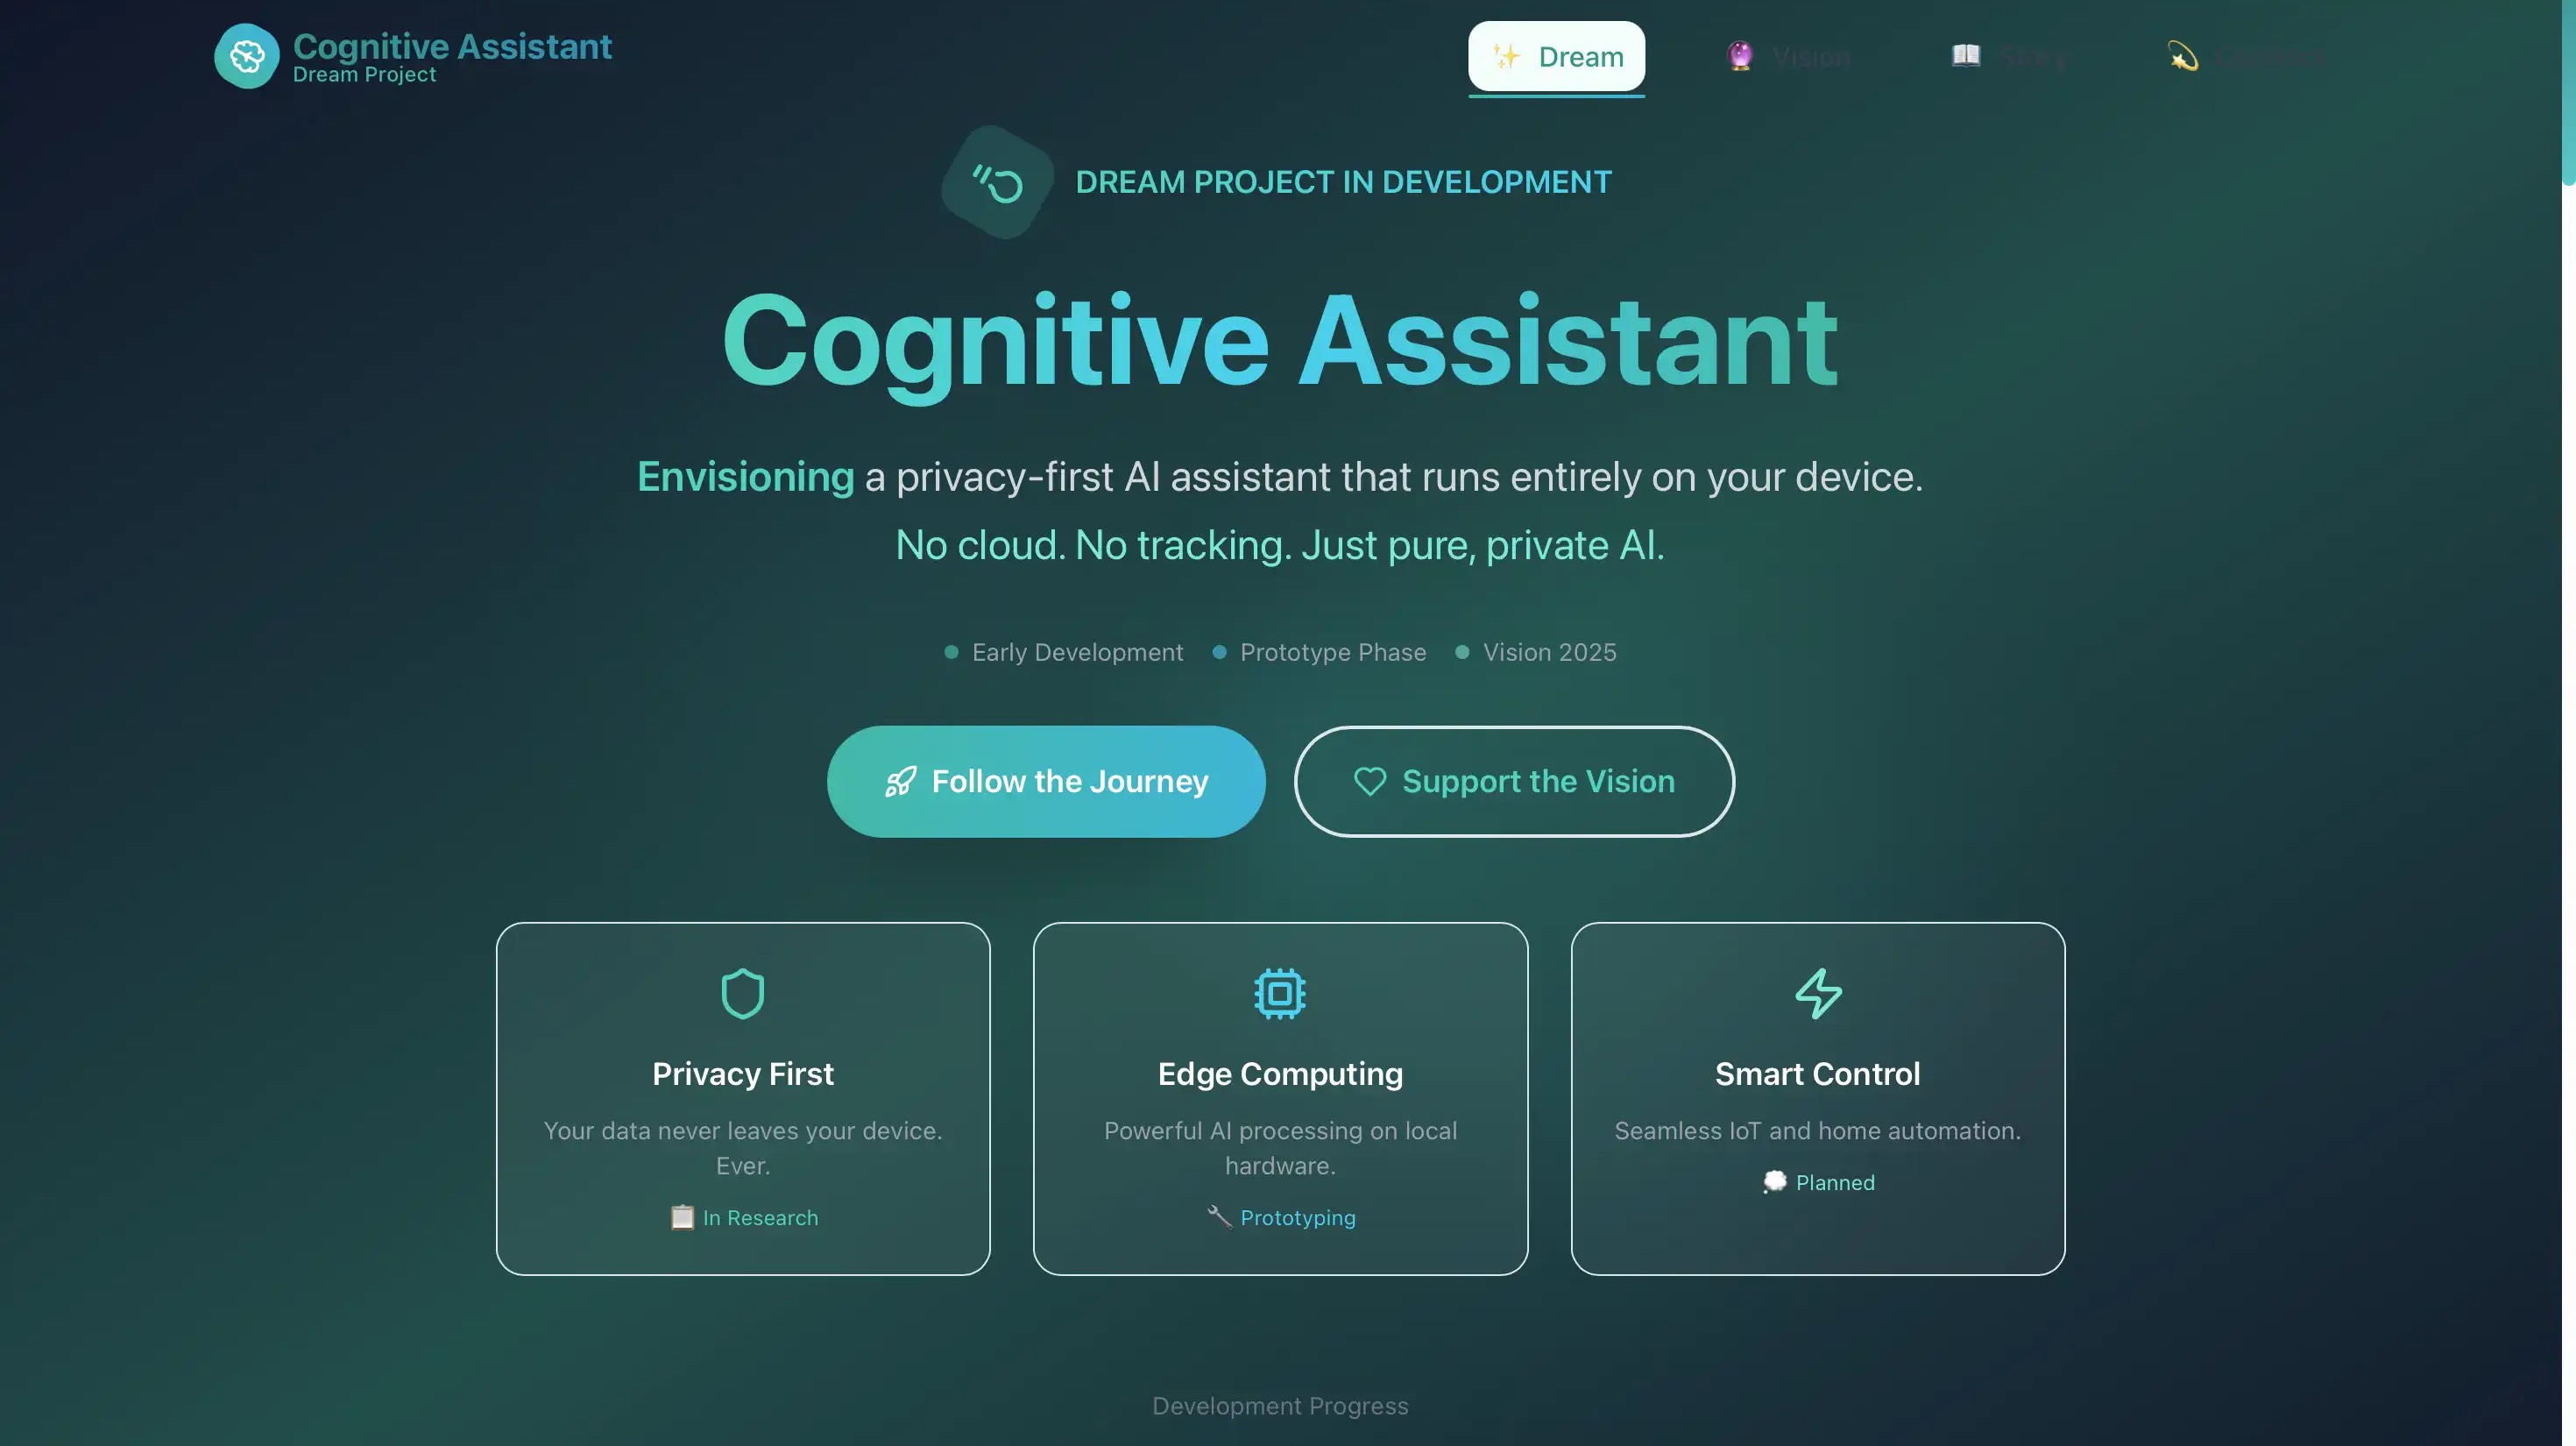 Cognitive Assistant
Dream Project
Dream
Vision
Story
DREAM PROJECT IN DEVELOPMENT
Cognitive Assistant
Envisioning a privacy-first AI assistant that runs entirely on your device.
No cloud. No tracking. Just pure, private AI.
Early Development
Prototype Phase
Vision 2025
Follow the Journey
Support the Vision
Privacy First
Your data never leaves your device.
Ever.
In Research
Edge Computing
Powerful AI processing on local
hardware.
Prototyping
Smart Control
Seamless IoT and home automation.
Planned
Development Progress